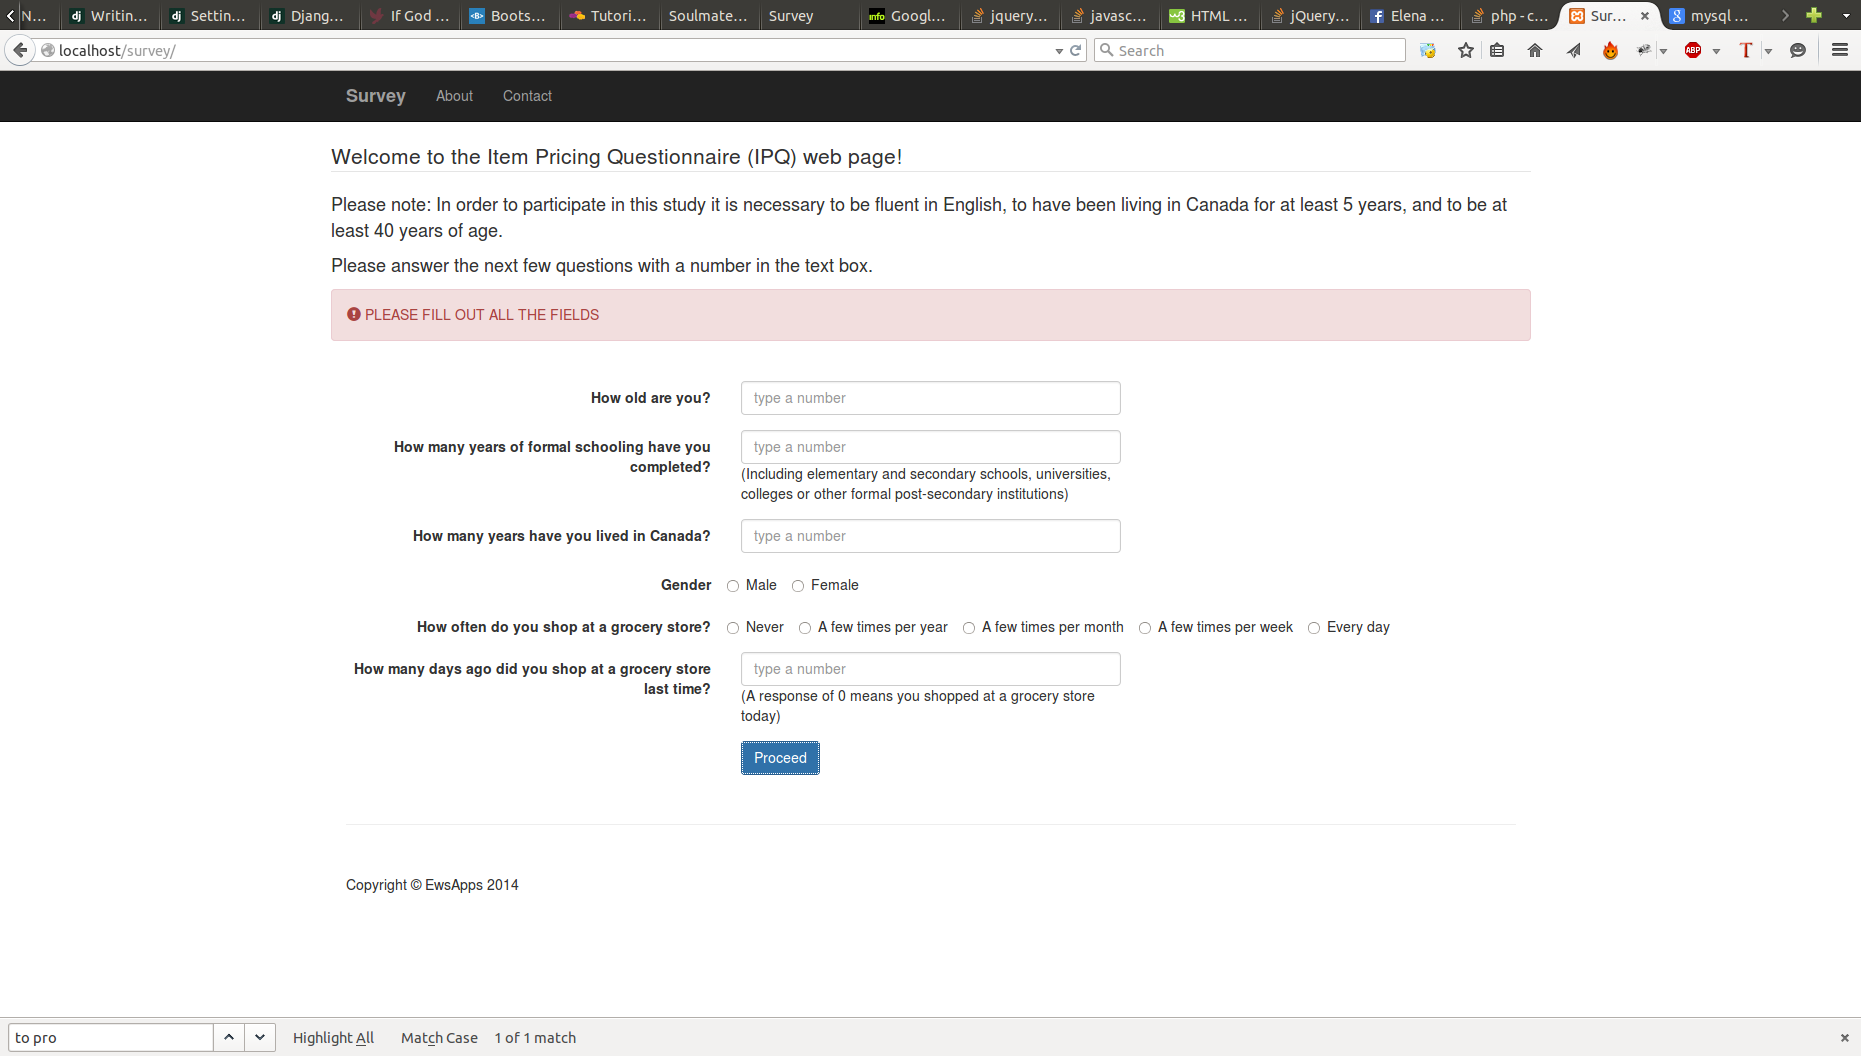 N...
Writin...
Settin...
Djang...
If God ...
Boots...
Tutori...
Soulmate...
Survey
Googl...
jquery...
javasc...
HTML ...
jQuery...
Elena ...
php - c...
Sur...
mysql ...
localhost/survey/
Search
ABP
T
Survey
About
Contact
Welcome to the Item Pricing Questionnaire (IPQ) web page!
Please note: In order to participate in this study it is necessary to be fluent in English, to have been living in Canada for at least 5 years, and to be at
least 40 years of age.
Please answer the next few questions with a number in the text box.
PLEASE FILL OUT ALL THE FIELDS
How old are you?
type a number
How many years of formal schooling have you
completed?
type a number
(Including elementary and secondary schools, universities,
colleges or other formal post-secondary institutions)
How many years have you lived in Canada?
type a number
Gender
Male
Female
How often do you shop at a grocery store?
Never
A few times per year
A few times per month
A few times per week
Every day
How many days ago did you shop at a grocery store
last time?
type a number
(A response of 0 means you shopped at a grocery store
today)
Proceed
Copyright © EwsApps 2014
to pro
Highlight All
Match Case
1 of 1 match